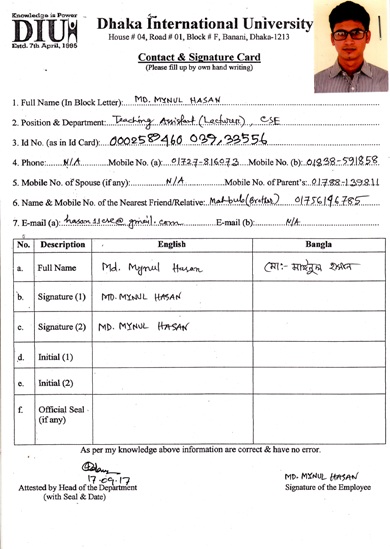 Knowledge is Power
DIU
Estd. 7th April, 1995
Dhaka International University
House # 04, Road # 01, Block # F, Banani, Dhaka-1213
Contact & Signature Card
(Please fill up by own hand writing)
1. Full Name (In Block Letter): MD. MYNUL HASAN
2. Position & Department: Teaching Assistant (Lecturer), CSE
3. Id No. (as in Id Card): 0002589460 039,33556
4. Phone: N/A Mobile No. (a): 01727-816073 Mobile No. (b): 01838-591858
5. Mobile No. of Spouse (if any): N/A Mobile No. of Parent's: 01788-139811
6. Name & Mobile No. of the Nearest Friend/Relative: Mahbub (Brother) 01756196785
7. E-mail (a): @gmail.com E-mail (b): N/A
No. Description English Bangla
a. Full Name Md. Mynul Hasan মো:- মাইনুল হাসান
b. Signature (1) MD. MYNUL HASAN
c. Signature (2) MD. MYNUL HASAN
d. Initial (1)
e. Initial (2)
f. Official Seal
(if any)
As per my knowledge above information are correct & have no error.
17-09-17
Attested by Head of the Department
(with Seal & Date)
MD. MYNUL HASAN
Signature of the Employee